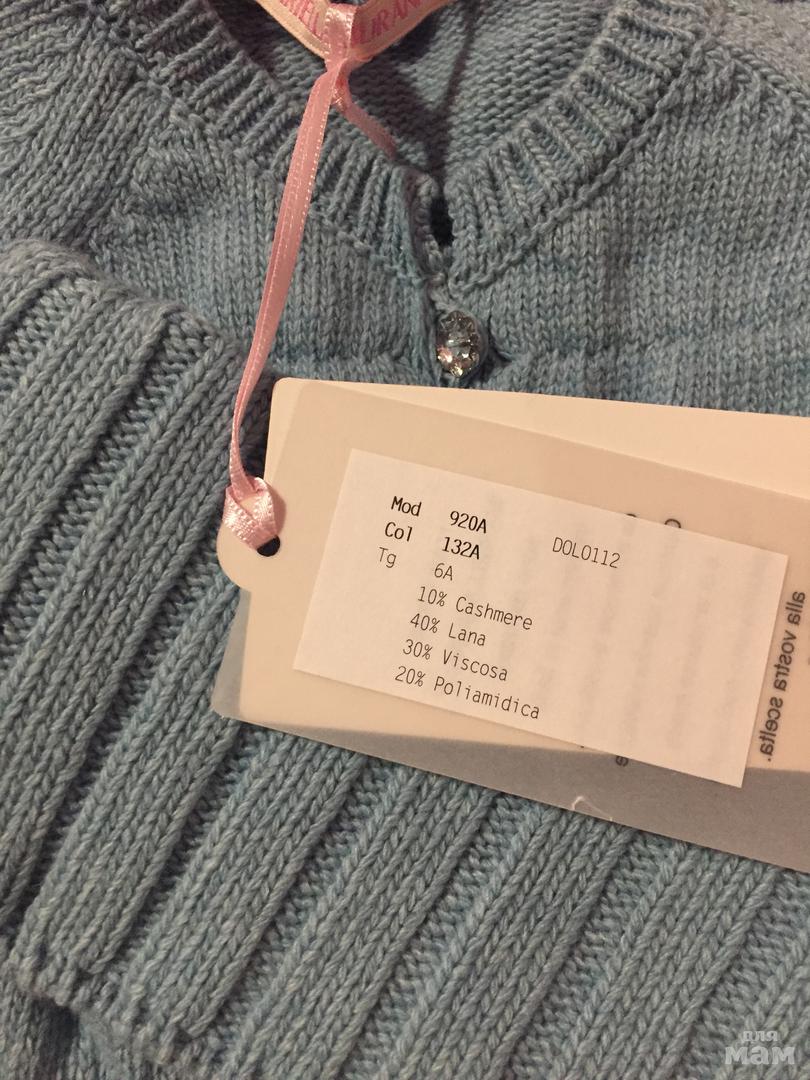 Mod 920A
Col 132A DOL0112
Tg 6A
10% Cashmere
40% Lana
30% Viscosa
20% Poliamidica
alla vostra scelta.
для
мам